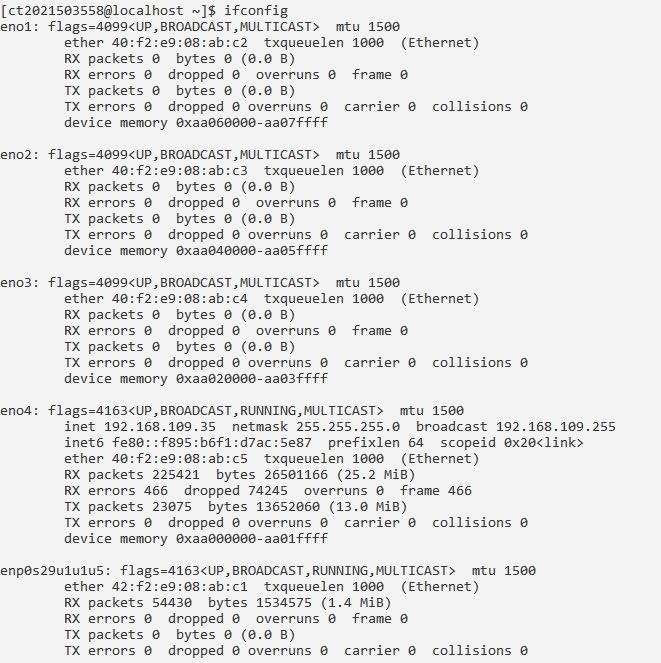 [ct2021503558@localhost ~]$ ifconfig
eno1: flags=4099<UP,BROADCAST,MULTICAST>  mtu 1500
        ether 40:f2:e9:08:ab:c2  txqueuelen 1000  (Ethernet)
        RX packets 0  bytes 0 (0.0 B)
        RX errors 0  dropped 0  overruns 0  frame 0
        TX packets 0  bytes 0 (0.0 B)
        TX errors 0  dropped 0 overruns 0  carrier 0  collisions 0
        device memory 0xaa060000-aa07ffff

eno2: flags=4099<UP,BROADCAST,MULTICAST>  mtu 1500
        ether 40:f2:e9:08:ab:c3  txqueuelen 1000  (Ethernet)
        RX packets 0  bytes 0 (0.0 B)
        RX errors 0  dropped 0  overruns 0  frame 0
        TX packets 0  bytes 0 (0.0 B)
        TX errors 0  dropped 0 overruns 0  carrier 0  collisions 0
        device memory 0xaa040000-aa05ffff

eno3: flags=4099<UP,BROADCAST,MULTICAST>  mtu 1500
        ether 40:f2:e9:08:ab:c4  txqueuelen 1000  (Ethernet)
        RX packets 0  bytes 0 (0.0 B)
        RX errors 0  dropped 0  overruns 0  frame 0
        TX packets 0  bytes 0 (0.0 B)
        TX errors 0  dropped 0 overruns 0  carrier 0  collisions 0
        device memory 0xaa020000-aa03ffff

eno4: flags=4163<UP,BROADCAST,RUNNING,MULTICAST>  mtu 1500
        inet 192.168.109.35  netmask 255.255.255.0  broadcast 192.168.109.255
        inet6 fe80::f895:b6f1:d7ac:5e87  prefixlen 64  scopeid 0x20<link>
        ether 40:f2:e9:08:ab:c5  txqueuelen 1000  (Ethernet)
        RX packets 225421  bytes 26501166 (25.2 MiB)
        RX errors 466  dropped 74245  overruns 0  frame 466
        TX packets 23075  bytes 13652060 (13.0 MiB)
        TX errors 0  dropped 0 overruns 0  carrier 0  collisions 0
        device memory 0xaa000000-aa01ffff

enp0s29u1u1u5: flags=4163<UP,BROADCAST,RUNNING,MULTICAST>  mtu 1500
        ether 42:f2:e9:08:ab:c1  txqueuelen 1000  (Ethernet)
        RX packets 54430  bytes 1534575 (1.4 MiB)
        RX errors 0  dropped 0  overruns 0  frame 0
        TX packets 0  bytes 0 (0.0 B)
        TX errors 0  dropped 0 overruns 0  carrier 0  collisions 0